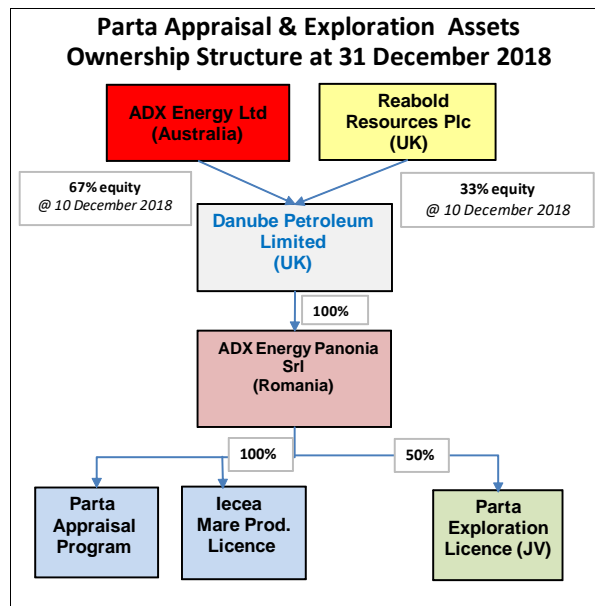 Parta Appraisal & Exploration Assets
Ownership Structure at 31 December 2018
ADX Energy Ltd
(Australia)
Reabold
Resources Plc
(UK)
67% equity
@ 10 December 2018
33% equity
@ 10 December 2018
Danube Petroleum
Limited
(UK)
100%
ADX Energy Panonia
Srl
(Romania)
100%
50%
Parta
Appraisal
Program
Iecea
Mare Prod.
Licence
Parta
Exploration
Licence (JV)